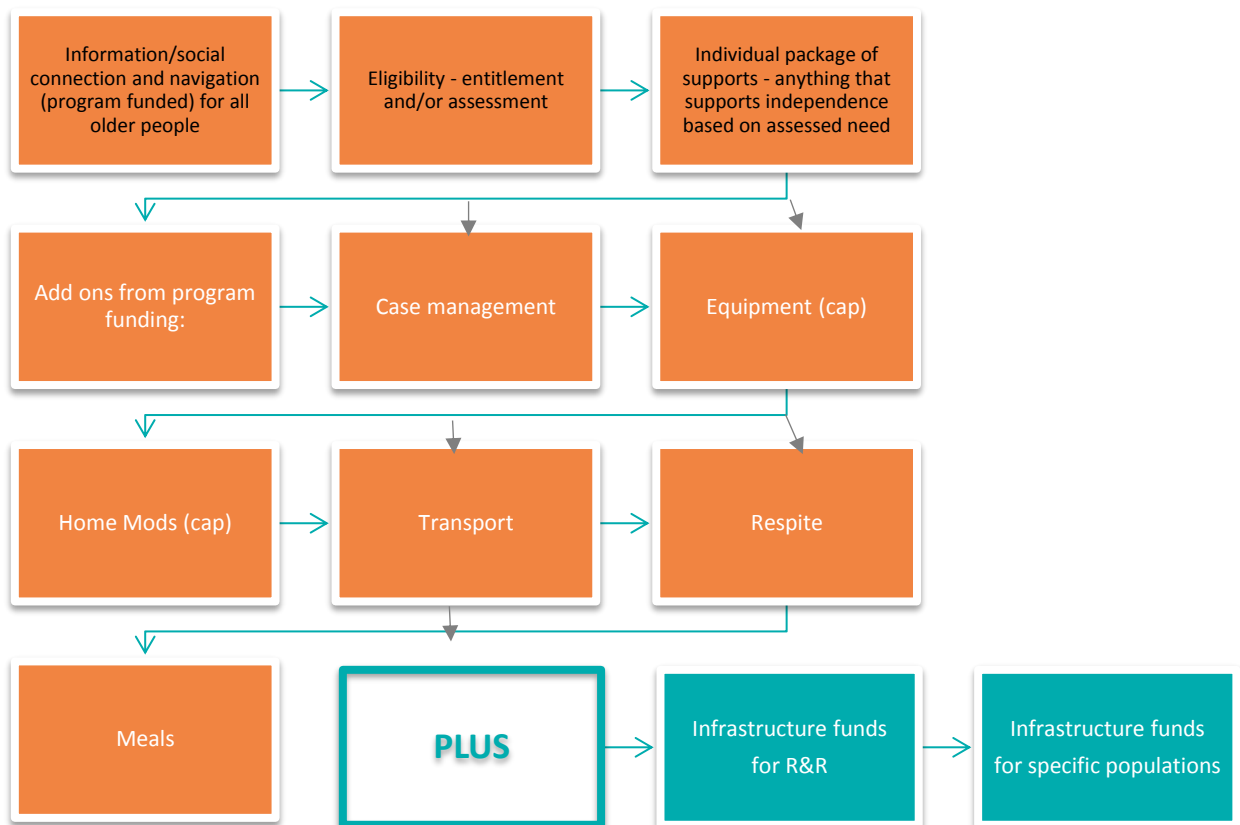 Information/social
connection and navigation
(program funded) for all
older people
Eligibility - entitlement
and/or assessment
Individual package of
supports - anything that
supports independence
based on assessed need
Add ons from program
funding:
Case management
Equipment (cap)
Home Mods (cap)
Transport
Respite
Meals
PLUS
Infrastructure funds
for R&R
Infrastructure funds
for specific populations